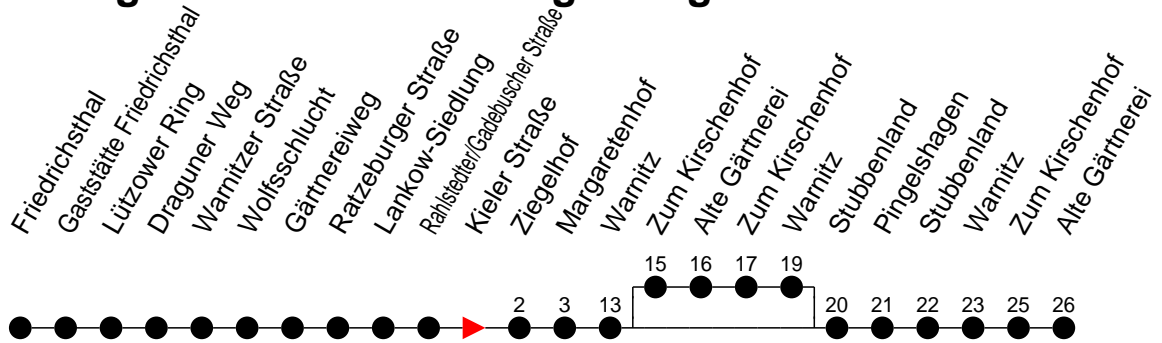 Friedrichsthal
Gaststätte Friedrichsthal
Lützower Ring
Draguner Weg
Warnitzer Straße
Wolfsschlucht
Gärtnereiweg
Ratzeburger Straße
Lankow-Siedlung
Rahlstedter/Gadebuscher Straße
Kieler Straße
Ziegelhof
Margaretenhof
Warnitz
Zum Kirschenhof
Alte Gärtnerei
Zum Kirschenhof
Warnitz
Stubbenland
Pingelshagen
Stubbenland
Warnitz
Zum Kirschenhof
Alte Gärtnerei
15 16 17 19
2 3 13 20 21 22 23 25 26